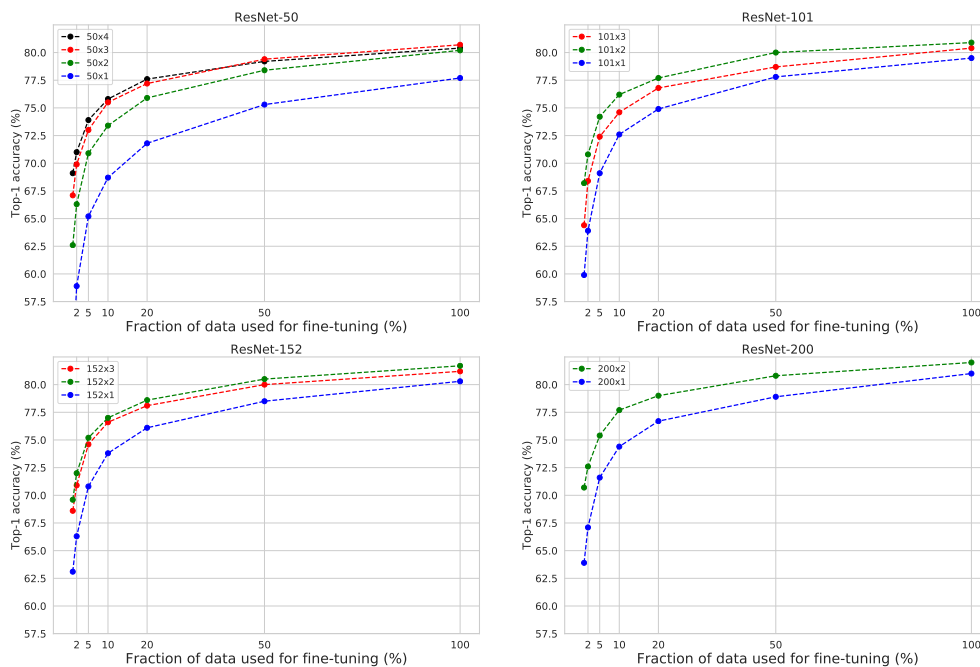 ResNet-50
80.0
77.5
75.0
72.5
70.0
67.5
65.0
62.5
60.0
57.5
Top-1 accuracy (%)
50x4
50x3
50x2
50x1
2 5 10 20 50 100
Fraction of data used for fine-tuning (%)
ResNet-101
80.0
77.5
75.0
72.5
70.0
67.5
65.0
62.5
60.0
57.5
Top-1 accuracy (%)
101x3
101x2
101x1
2 5 10 20 50 100
Fraction of data used for fine-tuning (%)
ResNet-152
80.0
77.5
75.0
72.5
70.0
67.5
65.0
62.5
60.0
57.5
Top-1 accuracy (%)
152x3
152x2
152x1
2 5 10 20 50 100
Fraction of data used for fine-tuning (%)
ResNet-200
80.0
77.5
75.0
72.5
70.0
67.5
65.0
62.5
60.0
57.5
Top-1 accuracy (%)
200x2
200x1
2 5 10 20 50 100
Fraction of data used for fine-tuning (%)